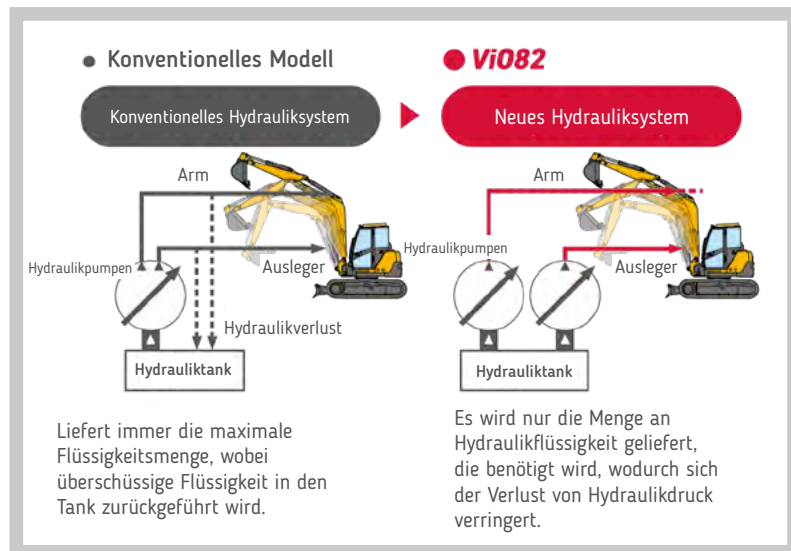 Konventionelles Modell
ViO82
Konventionelles Hydrauliksystem
Neues Hydrauliksystem
Arm
Arm
Hydraulikpumpen
Ausleger
Hydraulikpumpen
Ausleger
Hydraulikverlust
Hydrauliktank
Hydrauliktank
Liefert immer die maximale
Flüssigkeitsmenge, wobei
überschüssige Flüssigkeit in den
Tank zurückgeführt wird.
Es wird nur die Menge an
Hydraulikflüssigkeit geliefert,
die benötigt wird, wodurch sich
der Verlust von Hydraulikdruck
verringert.